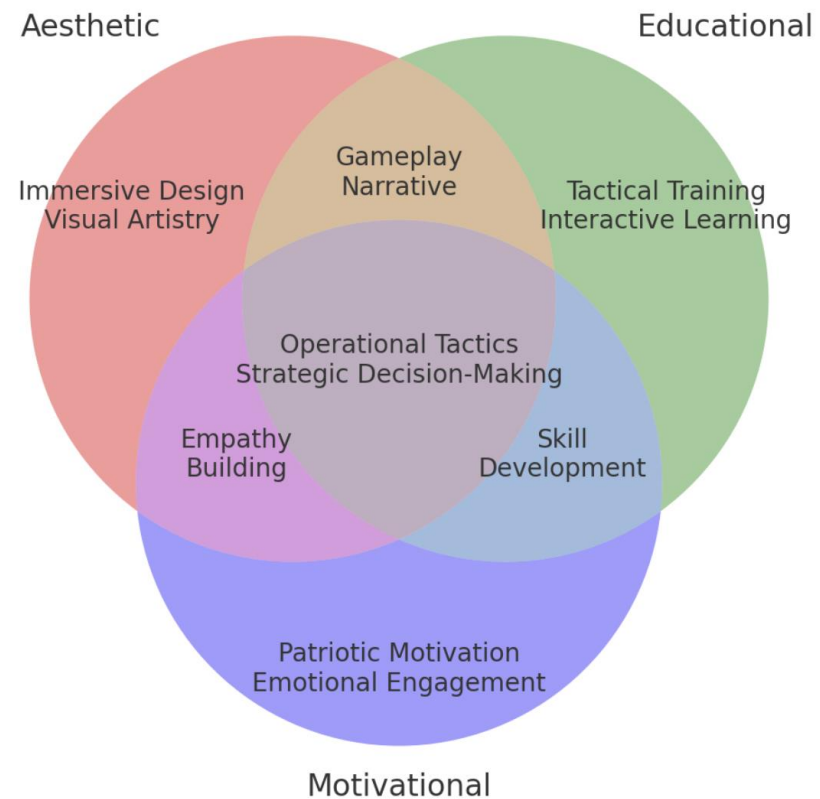 Aesthetic
Educational
Gameplay
Narrative
Immersive Design
Visual Artistry
Tactical Training
Interactive Learning
Operational Tactics
Strategic Decision-Making
Empathy
Building
Skill
Development
Patriotic Motivation
Emotional Engagement
Motivational